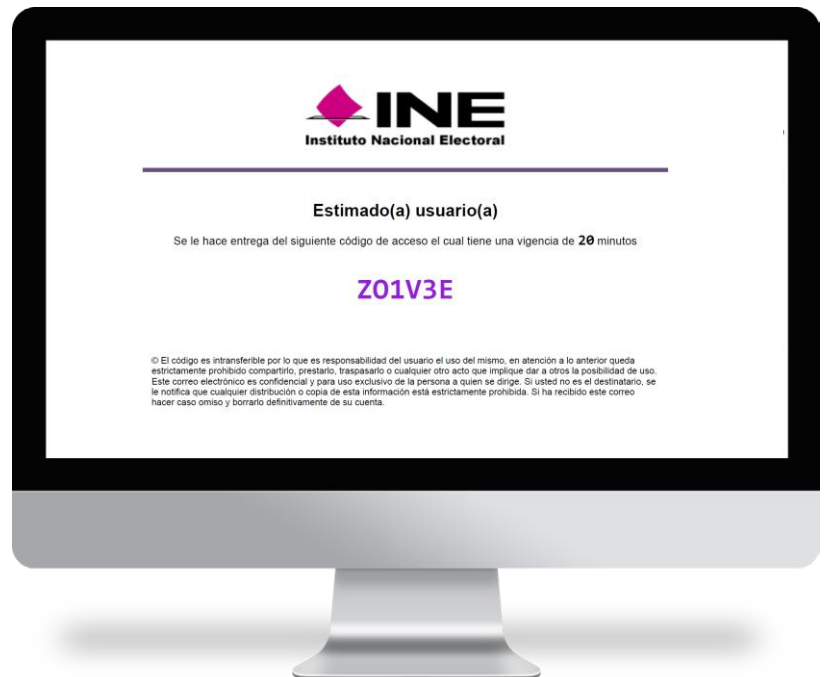 INE
Instituto Nacional Electoral
Estimado(a) usuario(a)
Se le hace entrega del siguiente código de acceso el cual tiene una vigencia de 20 minutos
ZO1V3E
© El código es intransferible por lo que es responsabilidad del usuario el uso del mismo, en atención a lo anterior queda
estrictamente prohibido compartirlo, prestarlo, traspasarlo o cualquier otro acto que implique dar a otros la posibilidad de uso.
Este correo electrónico es confidencial y para uso exclusivo de la persona a quien se dirige. Si usted no es el destinatario, se
le notifica que cualquier distribución o copia de esta información está estrictamente prohibida. Si ha recibido este correo
hacer caso omiso y borrarlo definitivamente de su cuenta.